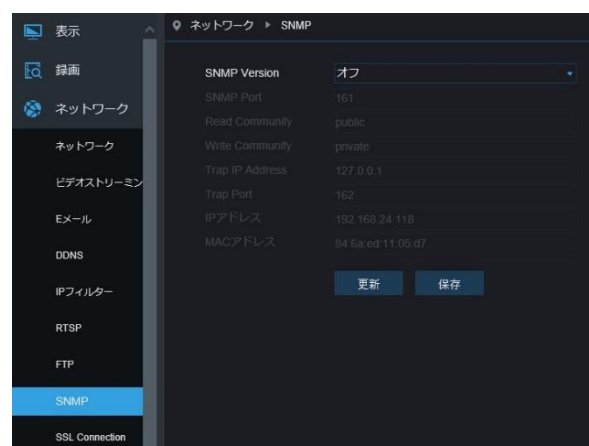 表示
録画
ネットワーク
ネットワーク
ビデオストリーミン
Eメール
DDNS
IPフィルター
RTSP
FTP
SNMP
SSL Connection
ネットワーク ▶ SNMP
SNMP Version オフ
SNMP Port 161
Read Community public
Write Community private
Trap IP Address 127.0.0.1
Trap Port 162
IPアドレス 192.168.24.118
MACアドレス 84:6a:ed:11:05:d7
更新 保存